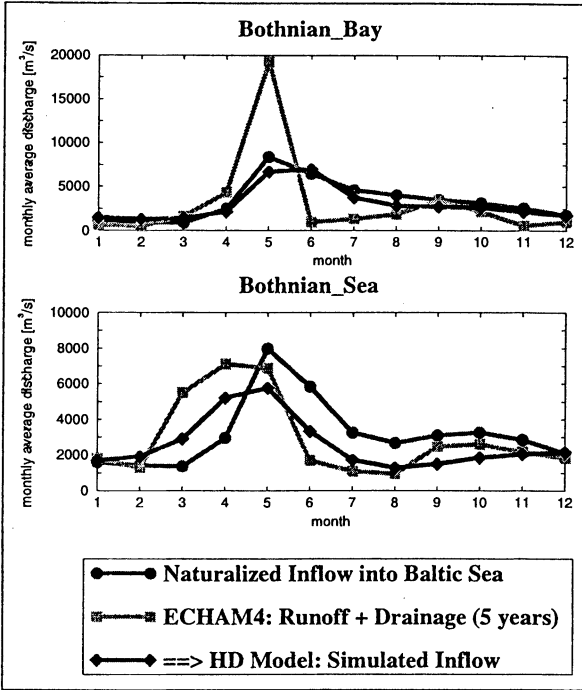 Bothnian_Bay
monthly average discharge [m³/s]
20000
15000
10000
5000
0
1 2 3 4 5 6 7 8 9 10 11 12
month
Bothnian_Sea
monthly average discharge [m³/s]
10000
8000
6000
4000
2000
0
1 2 3 4 5 6 7 8 9 10 11 12
month
Naturalized Inflow into Baltic Sea
ECHAM4: Runoff + Drainage (5 years)
==> HD Model: Simulated Inflow